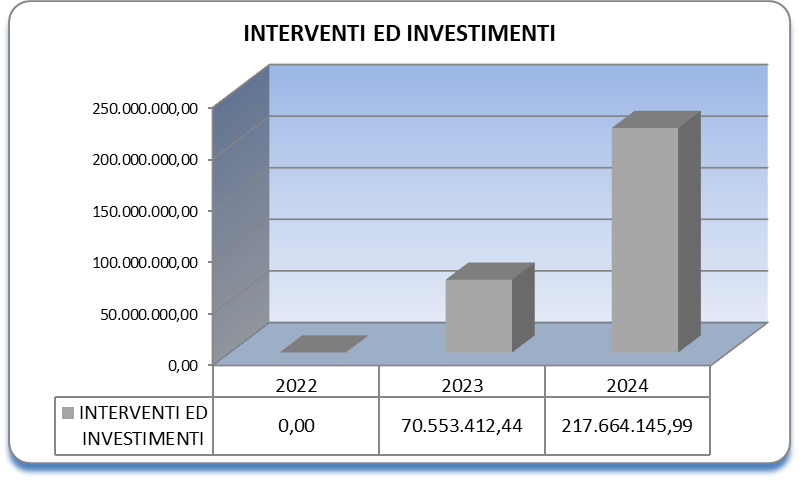 INTERVENTI ED INVESTIMENTI
250.000.000,00
200.000.000,00
150.000.000,00
100.000.000,00
50.000.000,00
0,00
2022 2023 2024
INTERVENTI ED
INVESTIMENTI 0,00 70.553.412,44 217.664.145,99